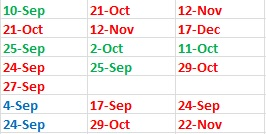 10-Sep 21-Oct 12-Nov
21-Oct 12-Nov 17-Dec
25-Sep 2-Oct 11-Oct
24-Sep 25-Sep 29-Oct
27-Sep
4-Sep 17-Sep 24-Sep
24-Sep 29-Oct 22-Nov